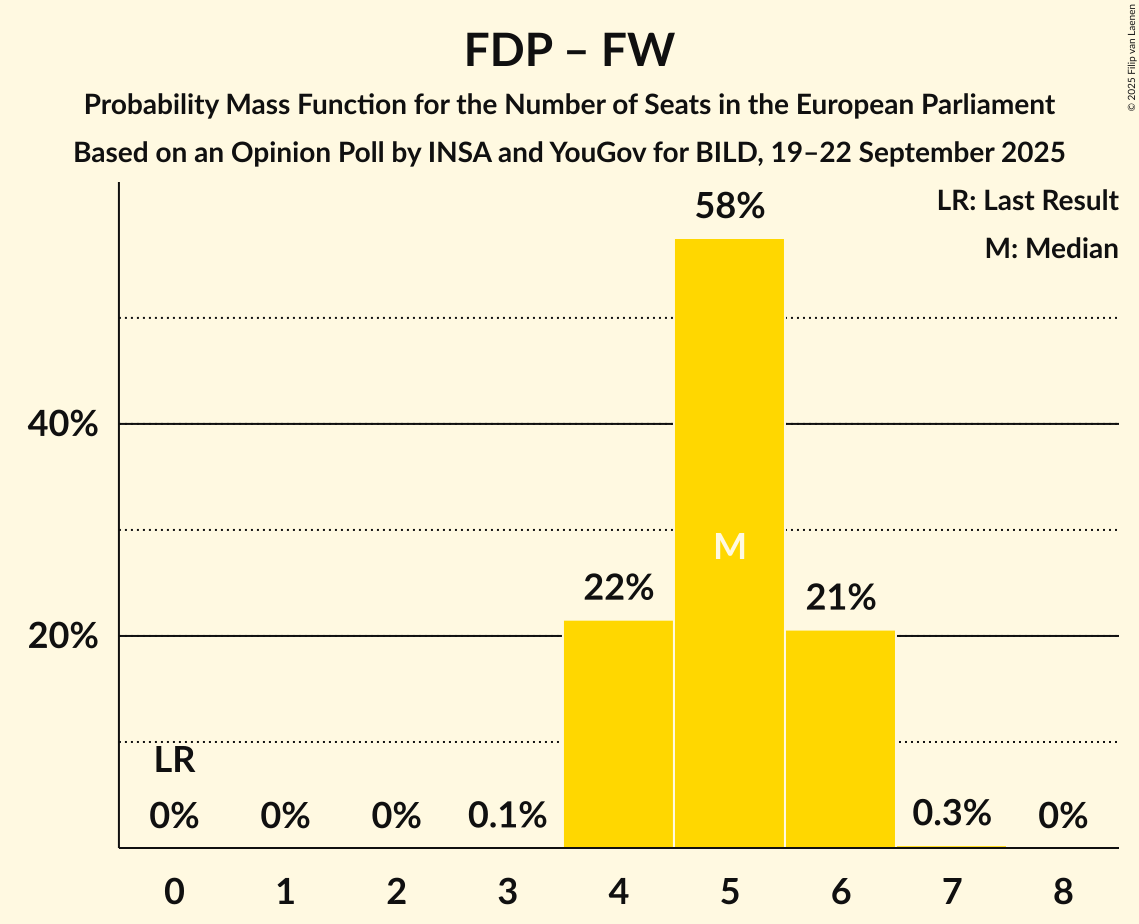 FDP – FW
Probability Mass Function for the Number of Seats in the European Parliament
Based on an Opinion Poll by INSA and YouGov for BILD, 19–22 September 2025
© 2025 Filip van Laenen
LR: Last Result
M: Median
58%
40%
M
22%
21%
20%
LR
0%
0%
0%
0.1%
0.3%
0%
0 1 2 3 4 5 6 7 8